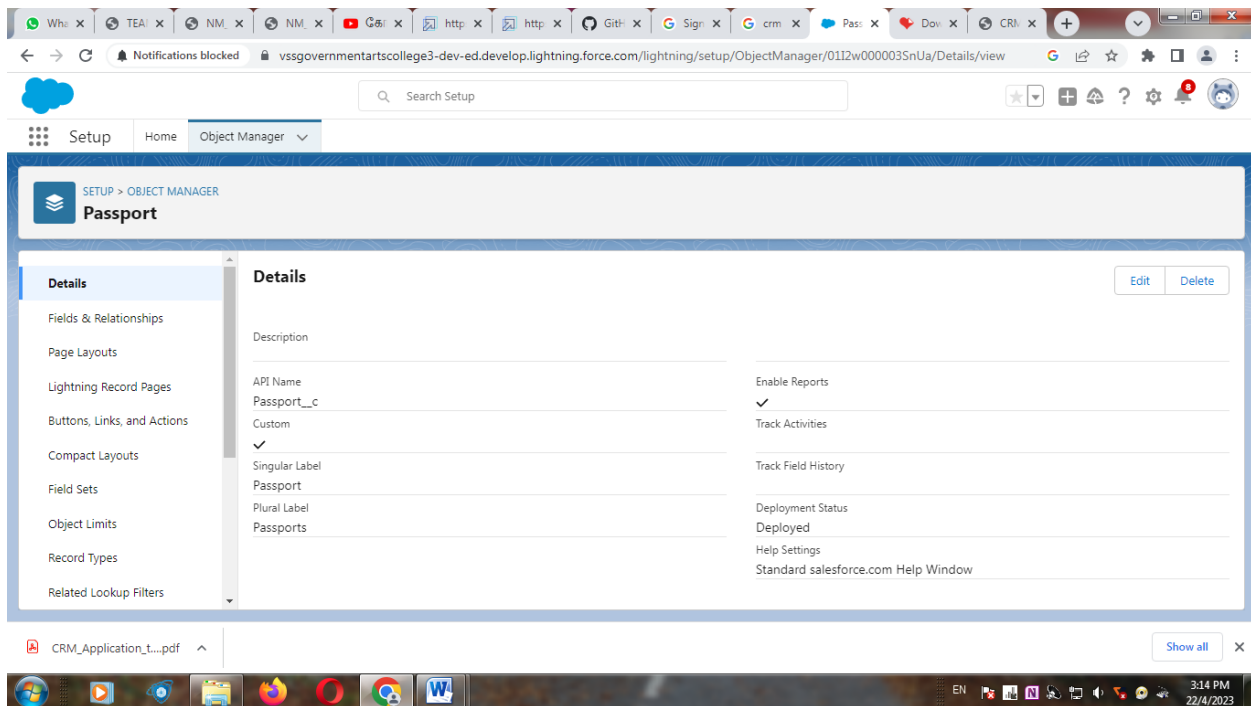 Wha TEA NM_ NM_ http http GitH Sign crm Pass Dow CRM
Notifications blocked vssgovernmentartscollege3-dev-ed.develop.lightning.force.com/lightning/setup/ObjectManager/01I2w000003SnUa/Details/view
Search Setup
8
Setup Home Object Manager
SETUP > OBJECT MANAGER
Passport
Details
Fields & Relationships
Page Layouts
Lightning Record Pages
Buttons, Links, and Actions
Compact Layouts
Field Sets
Object Limits
Record Types
Related Lookup Filters
Details
Edit Delete
Description
API Name
Passport__c
Custom
Singular Label
Passport
Plural Label
Passports
Enable Reports
Track Activities
Track Field History
Deployment Status
Deployed
Help Settings
Standard salesforce.com Help Window
CRM_Application_t....pdf
Show all
EN
3:14 PM
22/4/2023